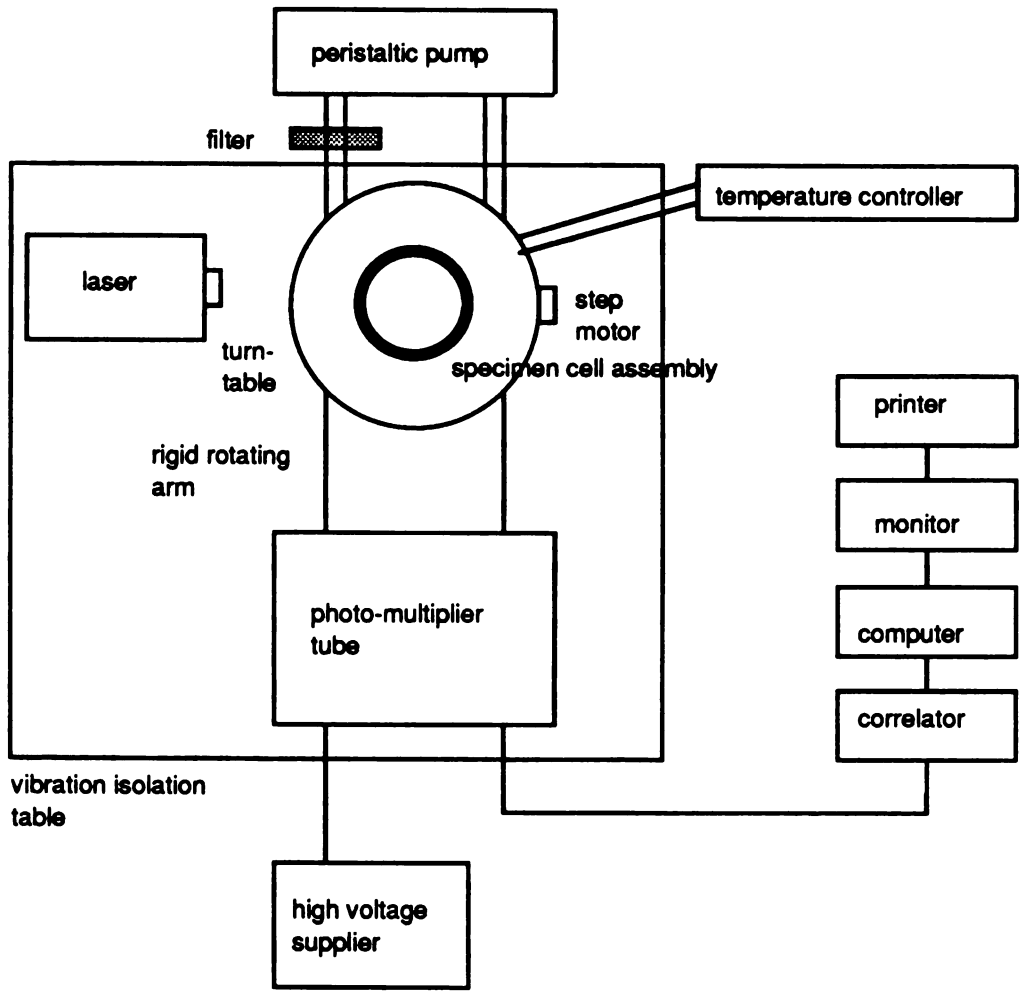 peristaltic pump
filter
temperature controller
laser
step
motor
turn-
table
specimen cell assembly
printer
rigid rotating
arm
monitor
photo-multiplier
tube
computer
correlator
vibration isolation
table
high voltage
supplier